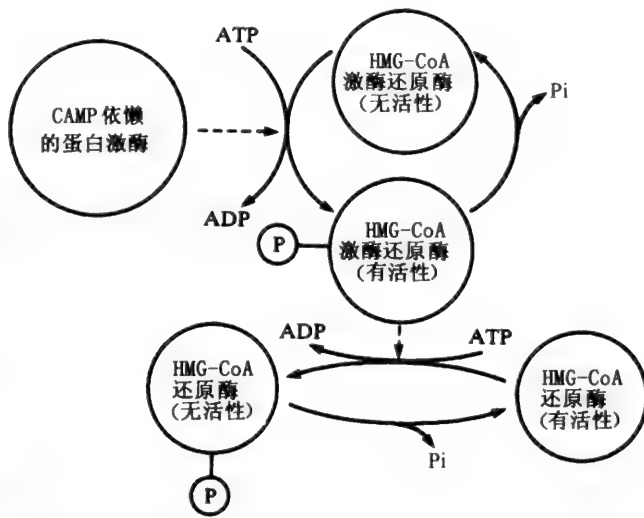 ATP
HMG-CoA
激酶还原酶
(无活性)
Pi
CAMP依懒
的蛋白激酶
ADP
HMG-CoA
激酶还原酶
(有活性)
P
ADP
ATP
HMG-CoA
还原酶
(无活性)
HMG-CoA
还原酶
(有活性)
Pi
P